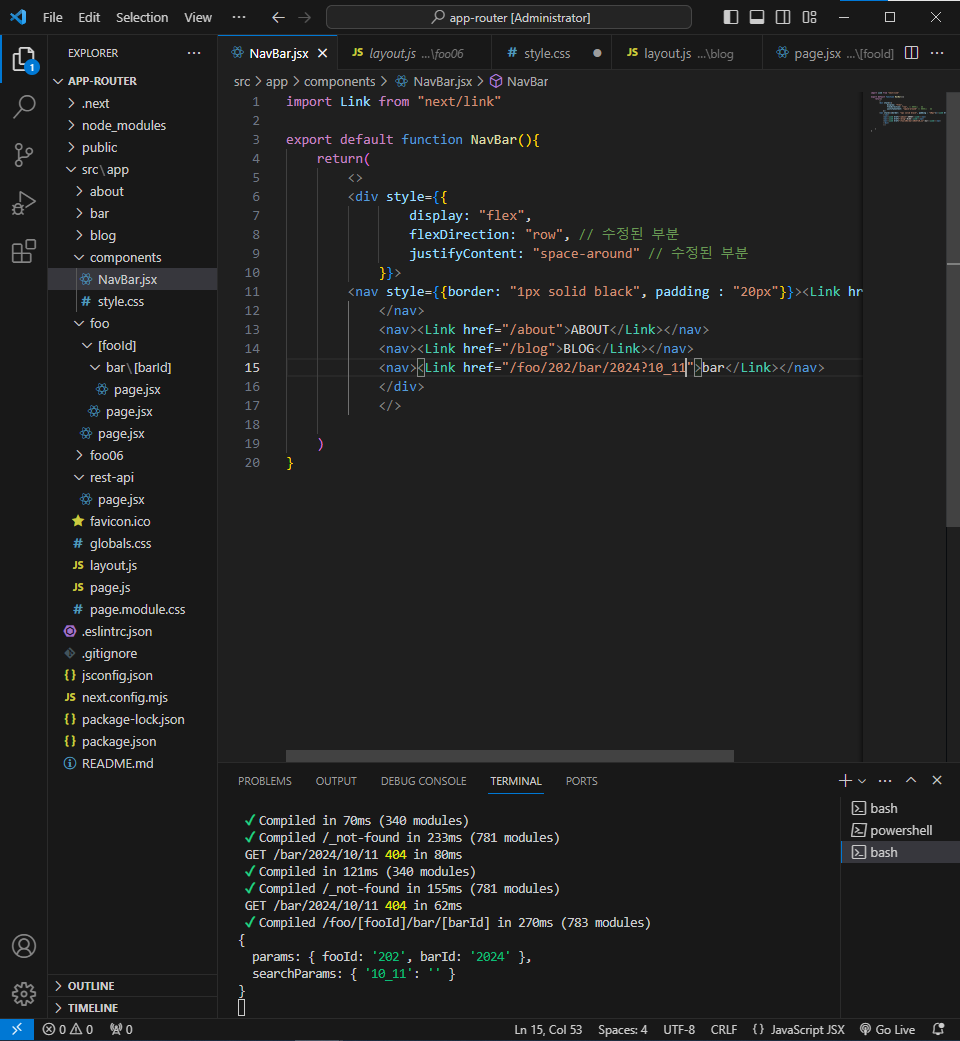 File Edit Selection View ··· app-router [Administrator]
EXPLORER ···
APP-ROUTER
.next
node_modules
public
src\app
about
bar
blog
components
NavBar.jsx
# style.css
foo
[fooId]
bar\[barId]
page.jsx
page.jsx
page.jsx
foo06
rest-api
page.jsx
favicon.ico
# globals.css
JS layout.js
JS page.js
# page.module.css
.eslintrc.json
.gitignore
{} jsconfig.json
JS next.config.mjs
{} package-lock.json
{} package.json
README.md
OUTLINE
TIMELINE
1
NavBar.jsx JS layout.js ...\foo06 # style.css JS layout.js ...\blog page.jsx ...\[fooId] ···
src > app > components > NavBar.jsx > NavBar
1 import Link from "next/link"
2
3 export default function NavBar(){
4 return(
5 <>
6 <div style={{
7 display: "flex",
8 flexDirection: "row", // 수정된 부분
9 justifyContent: "space-around" // 수정된 부분
10 }}>
11 <nav style={{border: "1px solid black", padding : "20px"}}><Link hr
12 </nav>
13 <nav><Link href="/about">ABOUT</Link></nav>
14 <nav><Link href="/blog">BLOG</Link></nav>
15 <nav><Link href="/foo/202/bar/2024?10_11">bar</Link></nav>
16 </div>
17 </>
18
19 )
20 }
PROBLEMS OUTPUT DEBUG CONSOLE TERMINAL PORTS
✓ Compiled in 70ms (340 modules)
✓ Compiled /_not-found in 233ms (781 modules)
GET /bar/2024/10/11 404 in 80ms
✓ Compiled in 121ms (340 modules)
✓ Compiled /_not-found in 155ms (781 modules)
GET /bar/2024/10/11 404 in 62ms
✓ Compiled /foo/[fooId]/bar/[barId] in 270ms (783 modules)
{
params: { fooId: '202', barId: '2024' },
searchParams: { '10_11': '' }
}
bash
powershell
bash
0 0 0 Ln 15, Col 53 Spaces: 4 UTF-8 CRLF {} JavaScript JSX Go Live